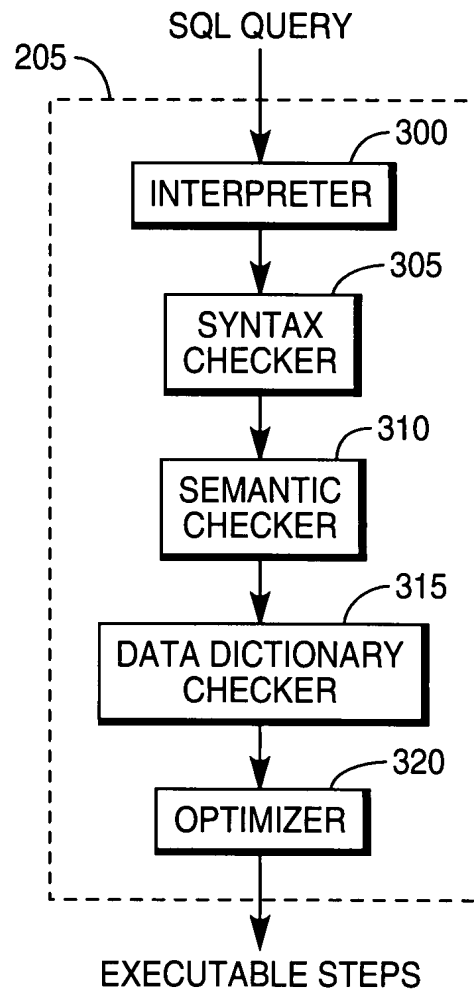 SQL QUERY
205
300
INTERPRETER
305
SYNTAX
CHECKER
310
SEMANTIC
CHECKER
315
DATA DICTIONARY
CHECKER
320
OPTIMIZER
EXECUTABLE STEPS